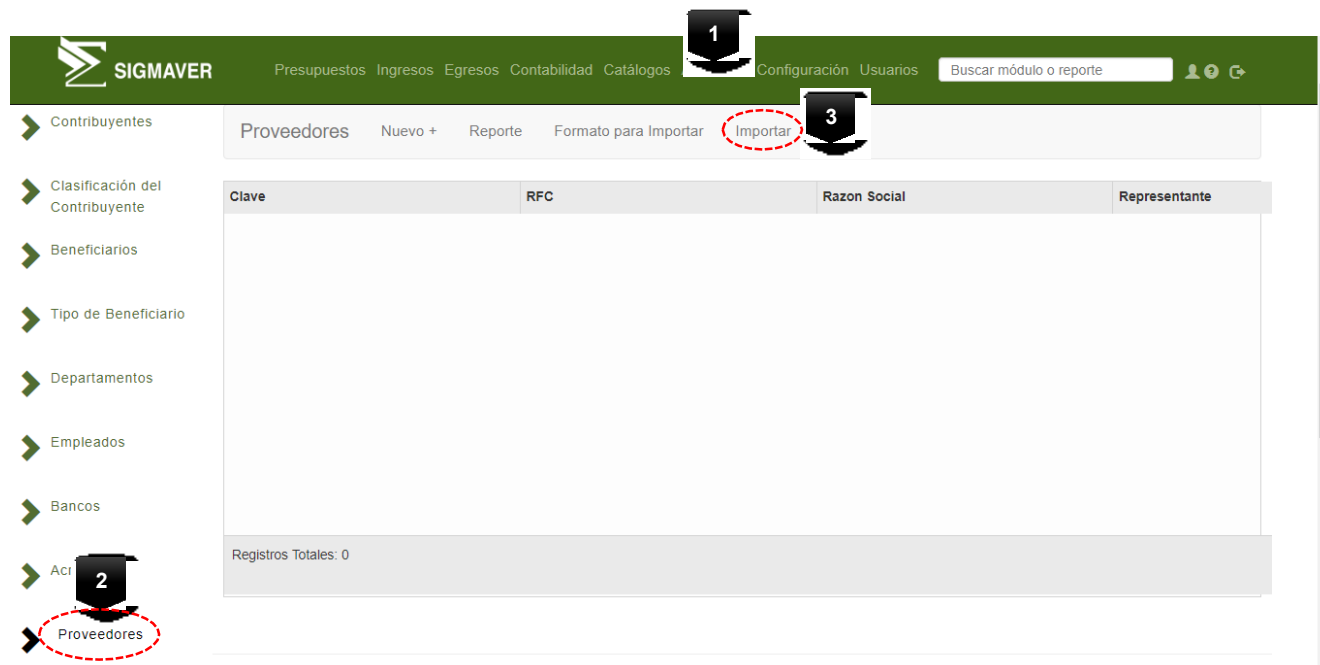 1
SIGMAVER
Presupuestos Ingresos Egresos Contabilidad Catálogos Configuración Usuarios Buscar módulo o reporte
Contribuyentes
Proveedores Nuevo + Reporte Formato para Importar Importar 3
Clasificación del
Contribuyente
Clave RFC Razon Social Representante
Beneficiarios
Tipo de Beneficiario
Departamentos
Empleados
Bancos
Registros Totales: 0
2
Proveedores